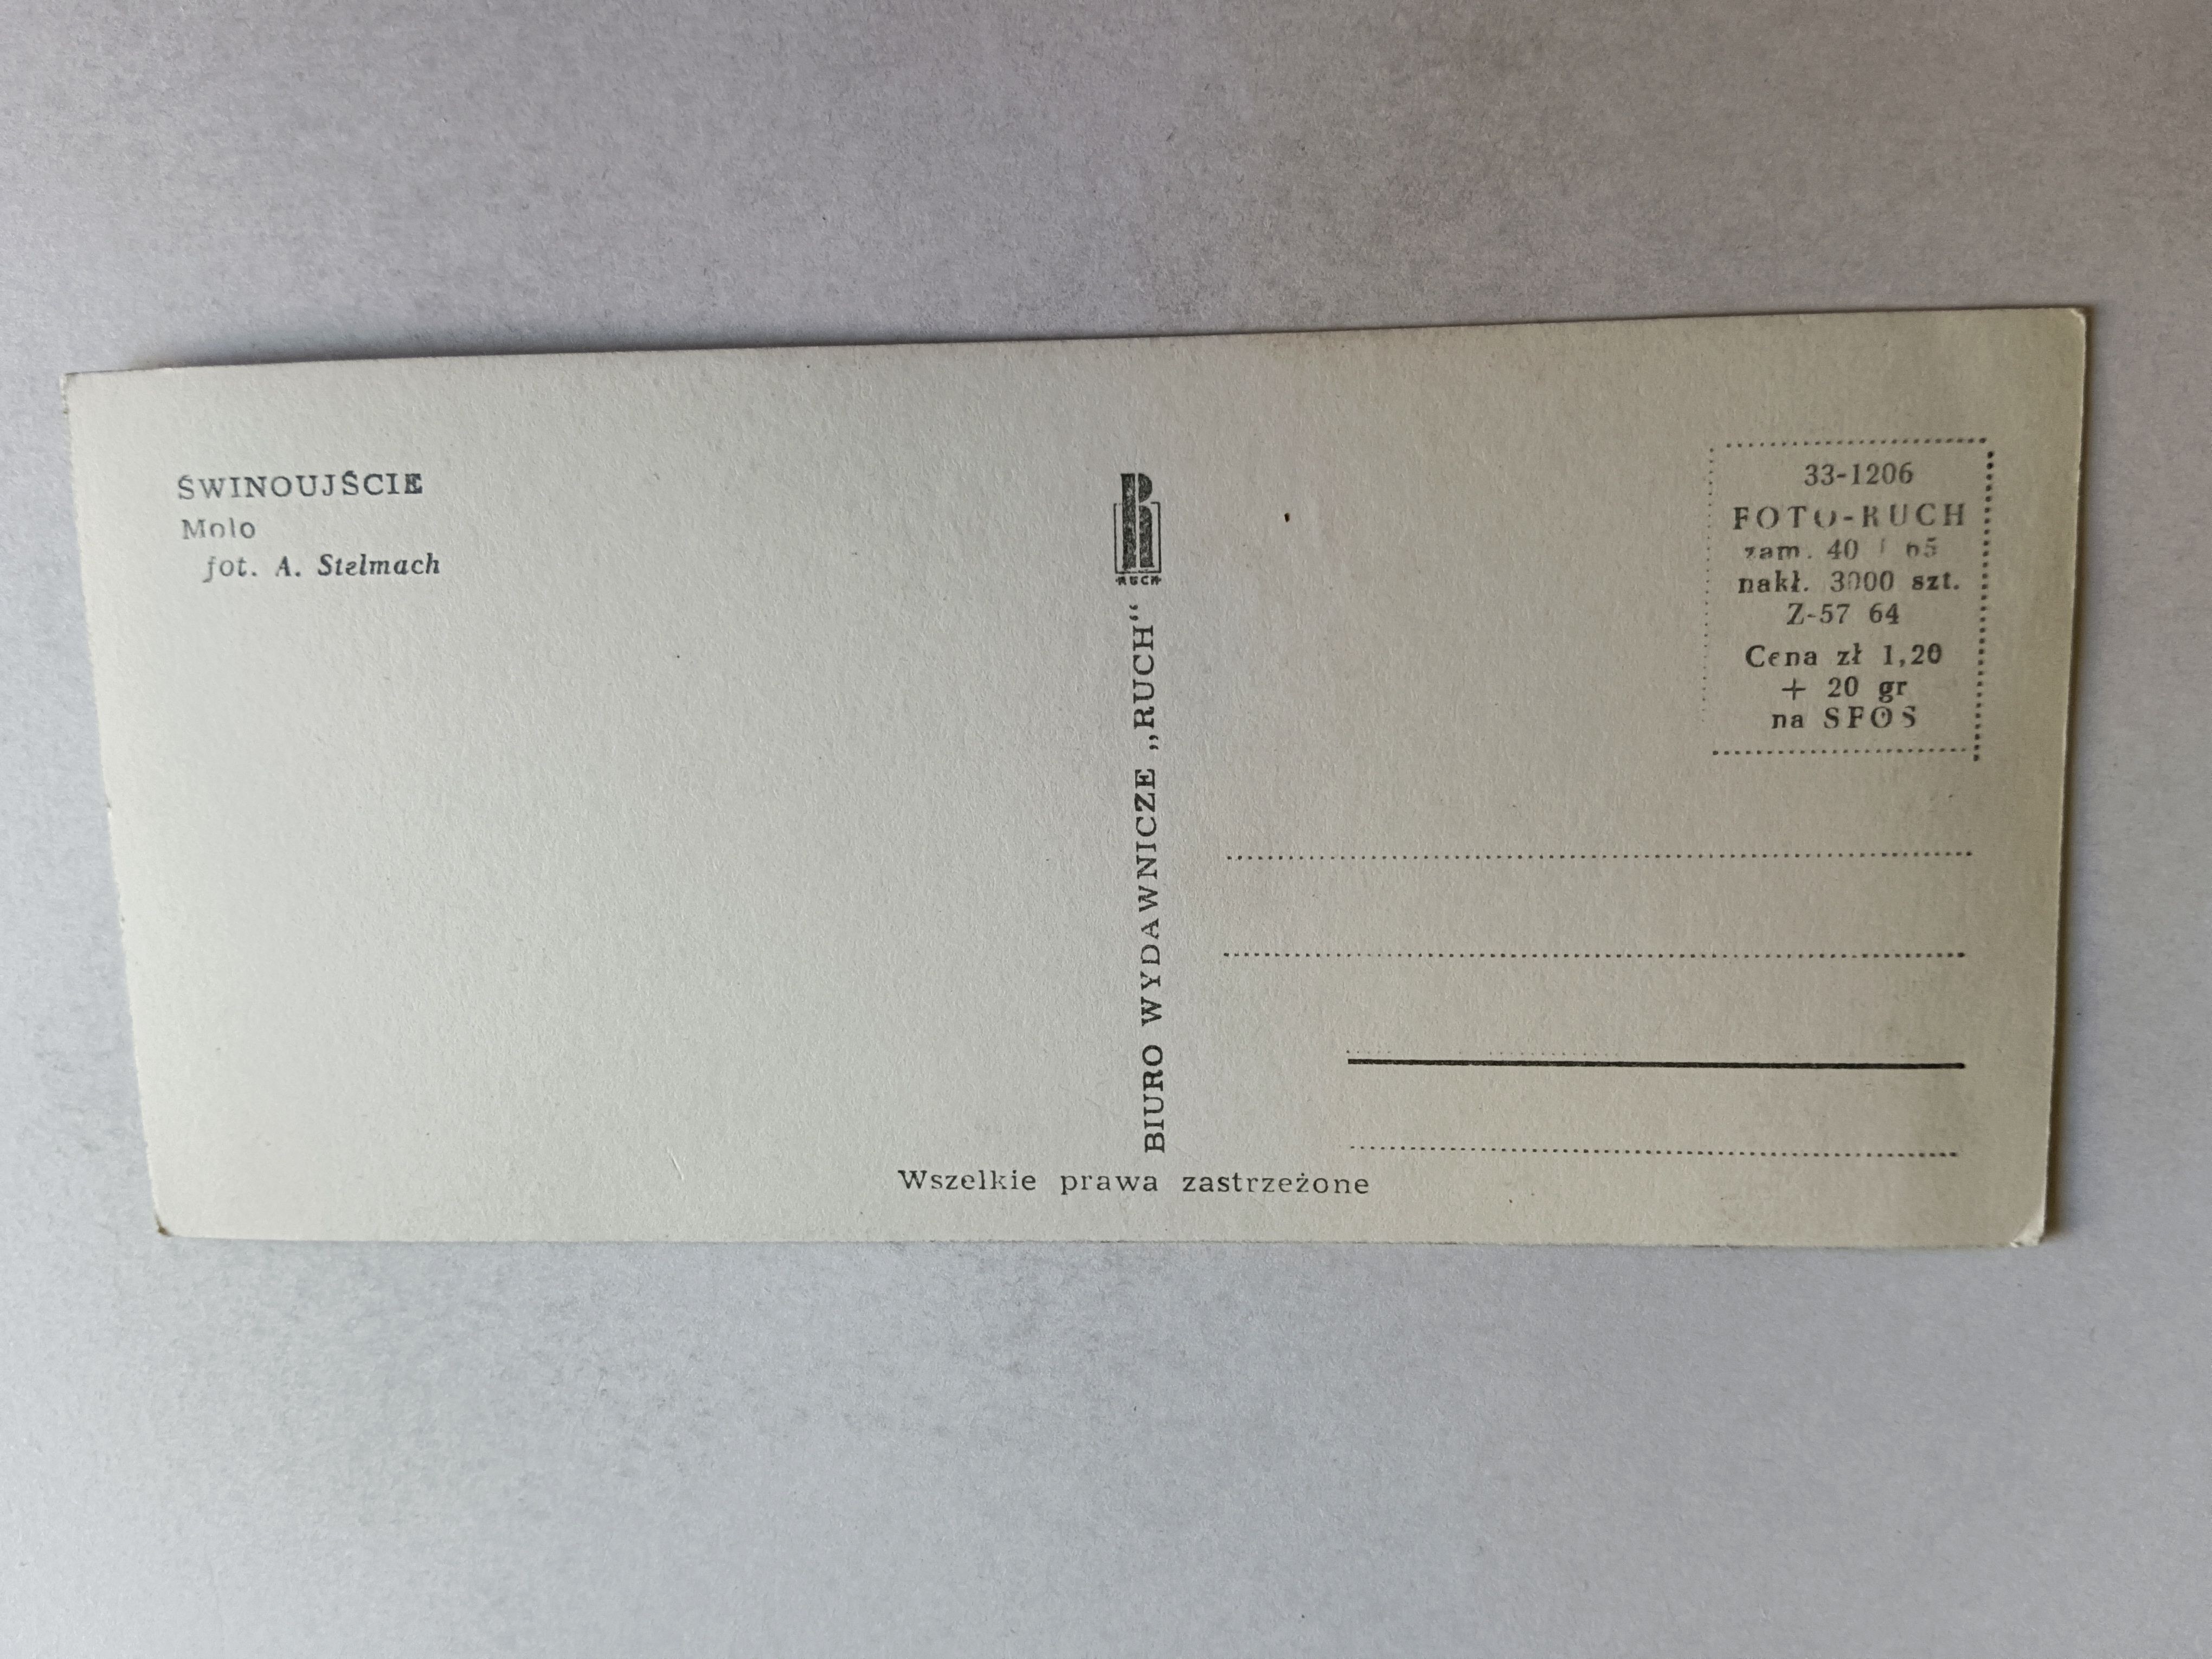 ŚWINOUJŚCIE
Molo
fot. A. Stelmach
RUCH
BIURO WYDAWNICZE „RUCH"
Wszelkie prawa zastrzeżone
33-1206
FOTO-RUCH
zam. 40 / 65
nakł. 3000 szt.
Z-57 64
Cena zł 1,20
+ 20 gr
na SFOS